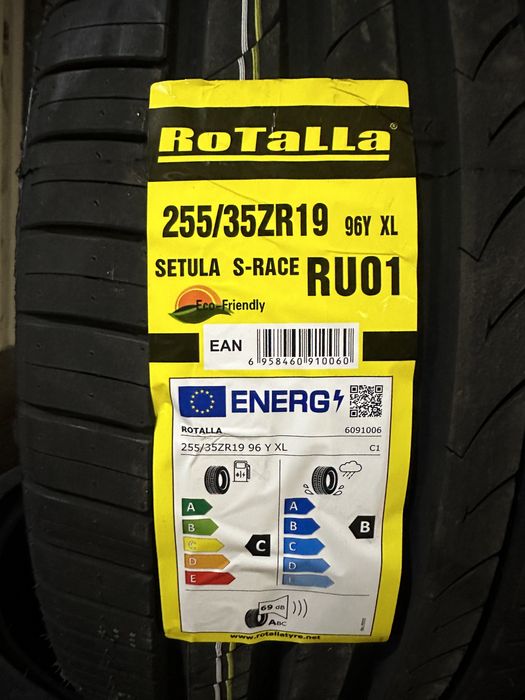 RoTaLLa®
255/35ZR19 96Y XL
SETULA S-RACE RU01
Eco-Friendly
EAN 6 958460 910060
ENERG
ROTALLA 6091006
255/35ZR19 96 Y XL C1
A A
B B B
C C C
D D
E
69 dB
ABC
www.rotallatyre.net